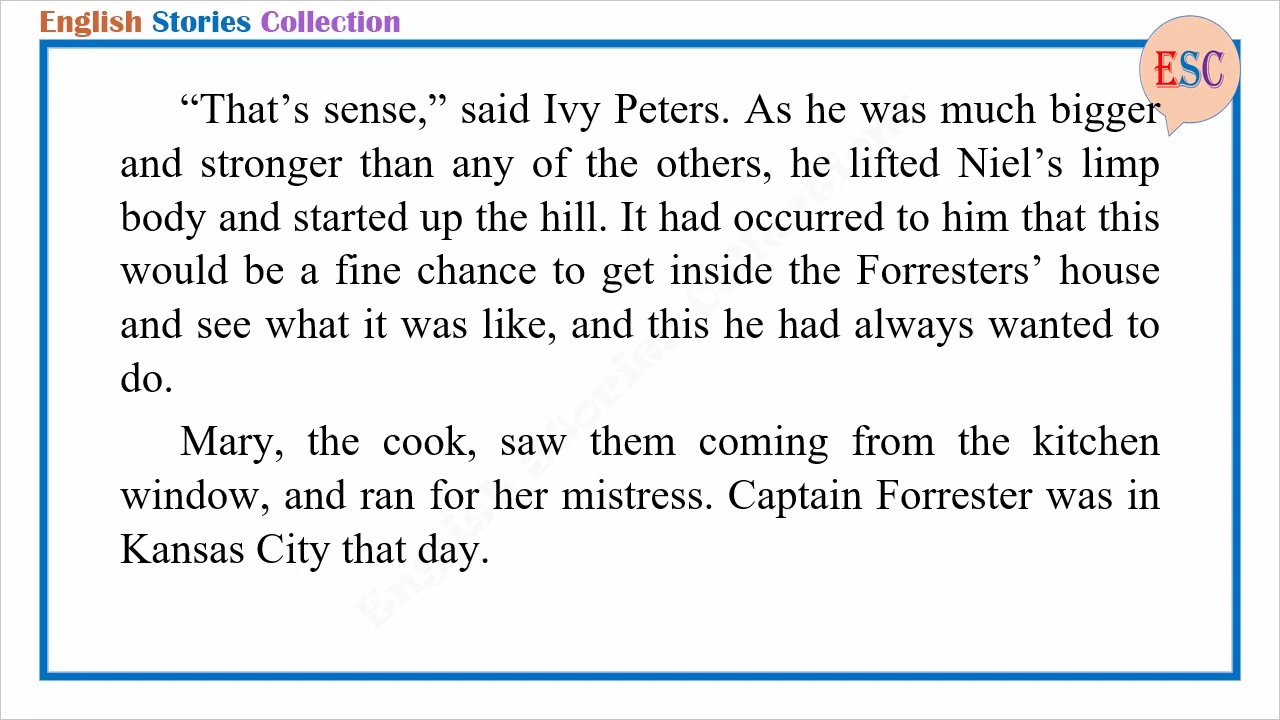 English Stories Collection
ESC
“That’s sense,” said Ivy Peters. As he was much bigger
and stronger than any of the others, he lifted Niel’s limp
body and started up the hill. It had occurred to him that this
would be a fine chance to get inside the Forresters’ house
and see what it was like, and this he had always wanted to
do.
Mary, the cook, saw them coming from the kitchen
window, and ran for her mistress. Captain Forrester was in
Kansas City that day.